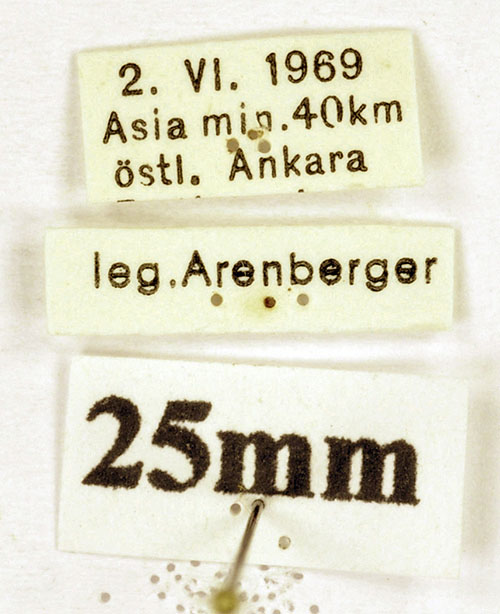 2. VI. 1969
Asia min. 40km
östl. Ankara
leg. Arenberger
25mm